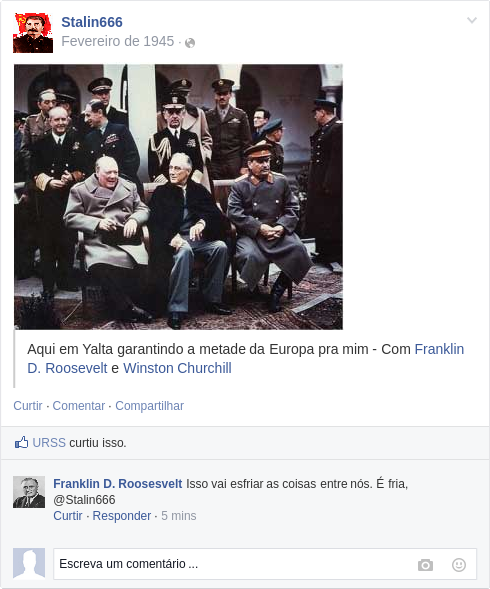 Stalin666
Fevereiro de 1945 ·
Aqui em Yalta garantindo a metade da Europa pra mim - Com Franklin
D. Roosevelt e Winston Churchill
Curtir · Comentar · Compartilhar
URSS curtiu isso.
Franklin D. Roosesvelt Isso vai esfriar as coisas entre nós. É fria,
@Stalin666
Curtir · Responder · 5 mins
Escreva um comentário ...